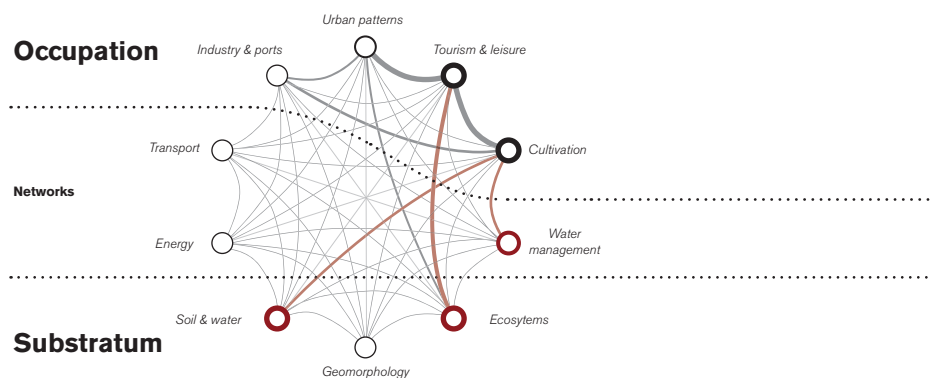 Urban patterns
Occupation
Industry & ports
Tourism & leisure
Transport
Cultivation
Networks
Energy
Water
management
Soil & water
Ecosytems
Substratum
Geomorphology